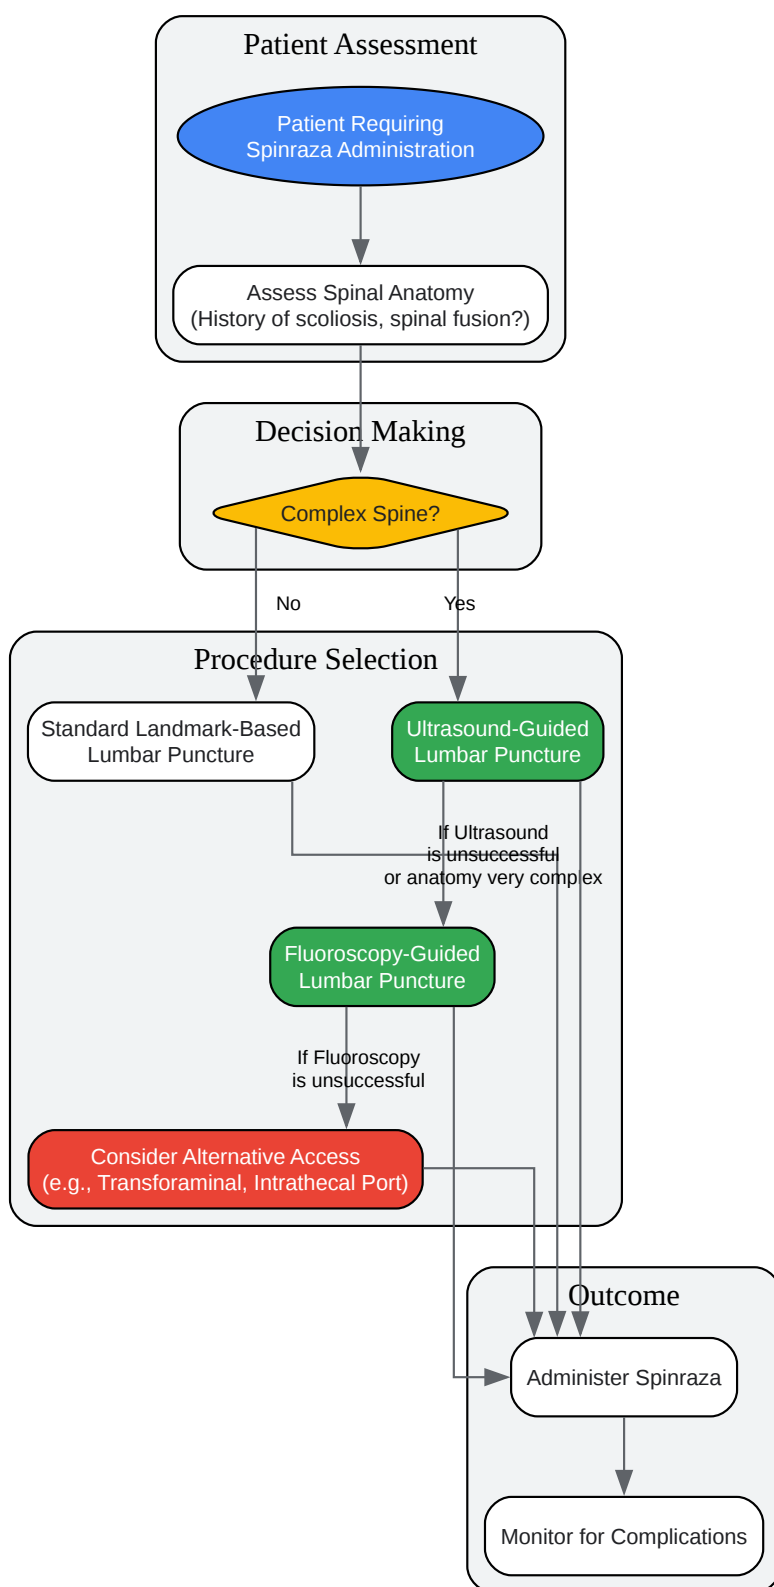 Patient Assessment
Patient Requiring
Spinraza Administration
Assess Spinal Anatomy
(History of scoliosis, spinal fusion?)
Decision Making
Complex Spine?
No
Yes
Procedure Selection
Standard Landmark-Based
Lumbar Puncture
Ultrasound-Guided
Lumbar Puncture
If Ultrasound
is unsuccessful
or anatomy very complex
Fluoroscopy-Guided
Lumbar Puncture
If Fluoroscopy
is unsuccessful
Consider Alternative Access
(e.g., Transforaminal, Intrathecal Port)
Outcome
Administer Spinraza
Monitor for Complications